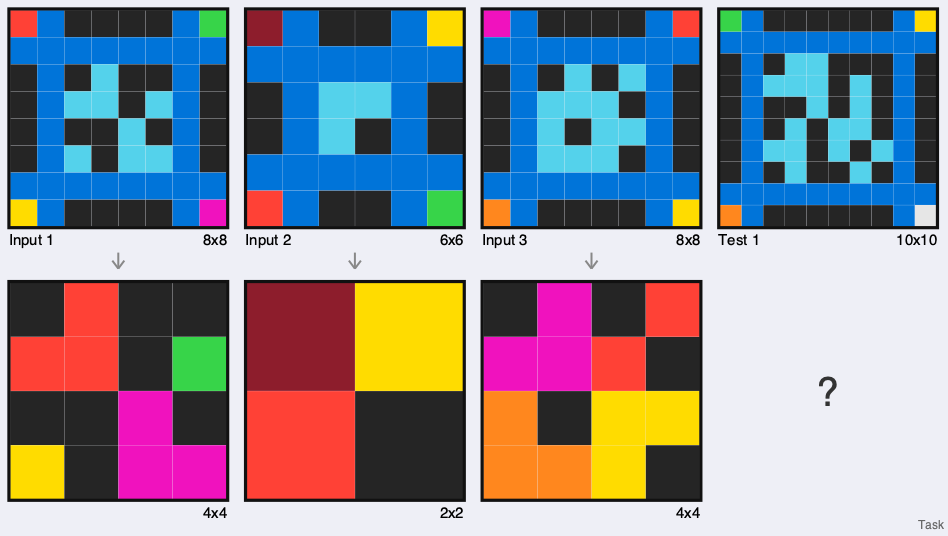 Input 1 8x8
Input 2 6x6
Input 3 8x8
Test 1 10x10
4x4
2x2
4x4
?
Task